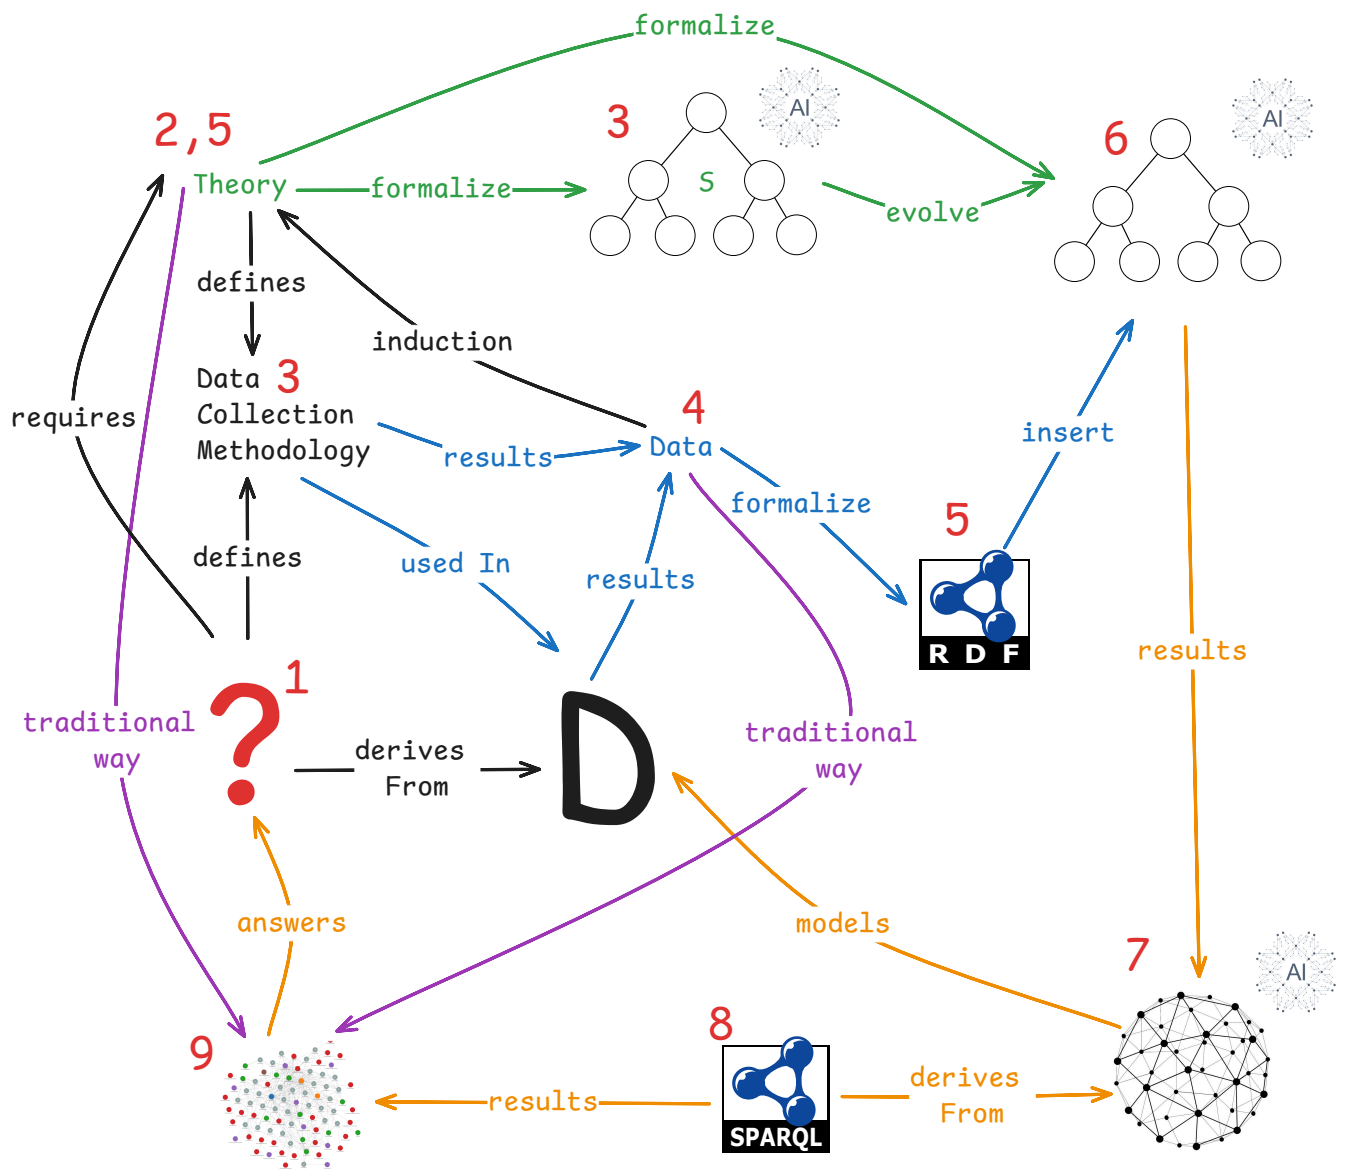 formalize
AI
AI
2,5
3
6
Theory
formalize
S
evolve
defines
induction
Data 3
Collection
Methodology
requires
4
Data
results
insert
formalize
5
used In
defines
results
R D F
results
1
?
traditional
way
derives
From
D
traditional
way
answers
models
7
AI
8
9
results
derives
From
SPARQL